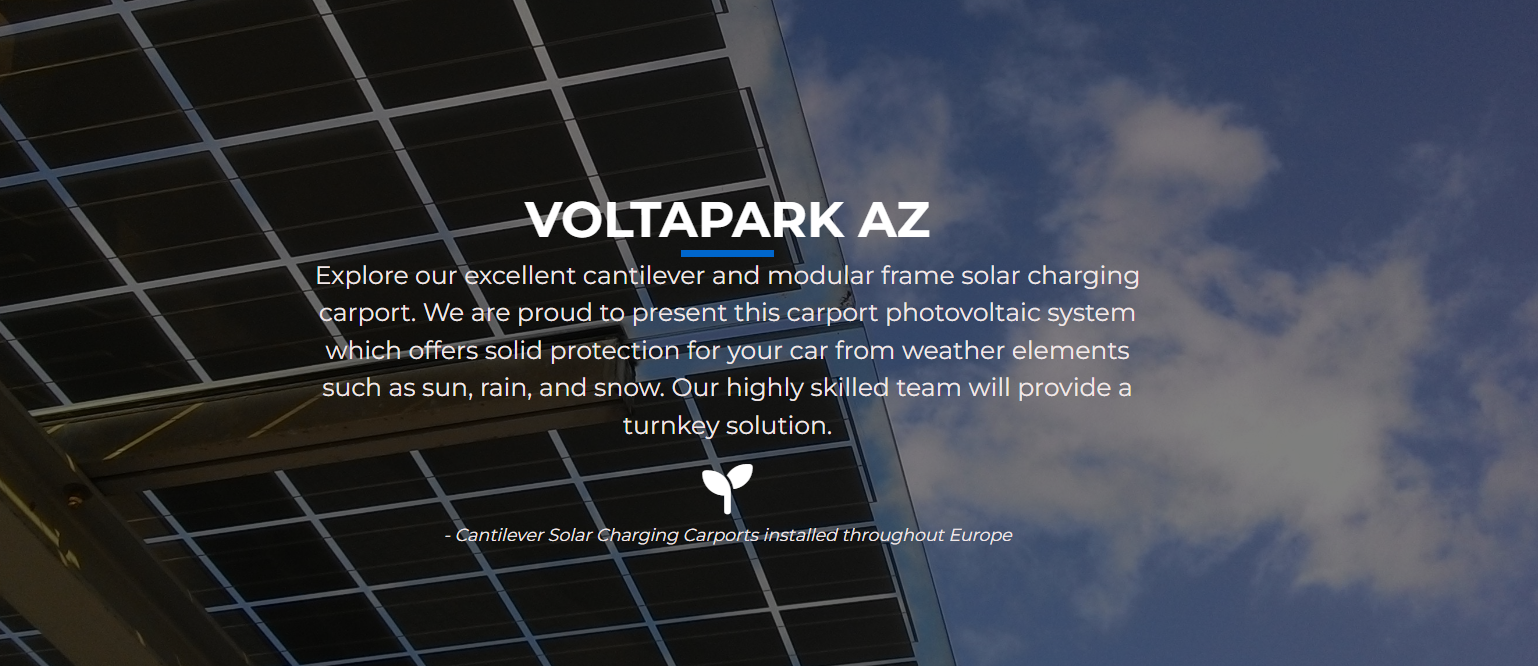 VOLTAPARK AZ
Explore our excellent cantilever and modular frame solar charging
carport. We are proud to present this carport photovoltaic system
which offers solid protection for your car from weather elements
such as sun, rain, and snow. Our highly skilled team will provide a
turnkey solution.
- Cantilever Solar Charging Carports installed throughout Europe